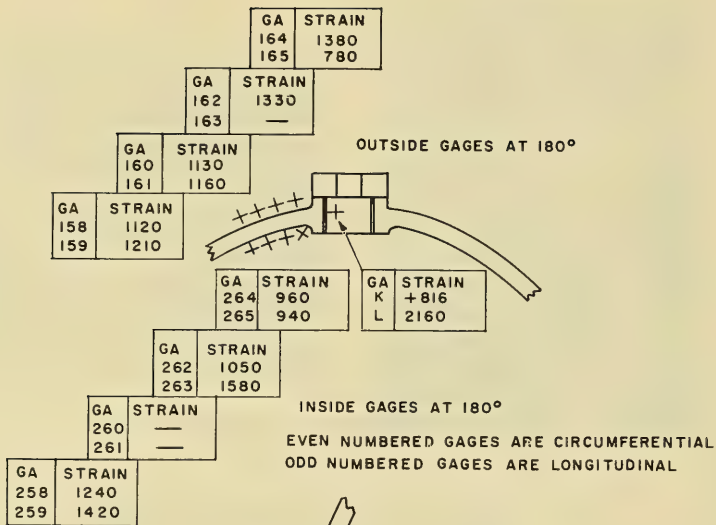 GA STRAIN
164 1380
165 780
GA STRAIN
162 1330
163 —
OUTSIDE GAGES AT 180°
GA STRAIN
160 1130
161 1160
GA STRAIN
158 1120
159 1210
GA STRAIN
264 960
265 940
GA STRAIN
K +816
L 2160
GA STRAIN
262 1050
263 1580
GA STRAIN
260 —
261 —
INSIDE GAGES AT 180°
EVEN NUMBERED GAGES ARE CIRCUMFERENTIAL
ODD NUMBERED GAGES ARE LONGITUDINAL
GA STRAIN
258 1240
259 1420